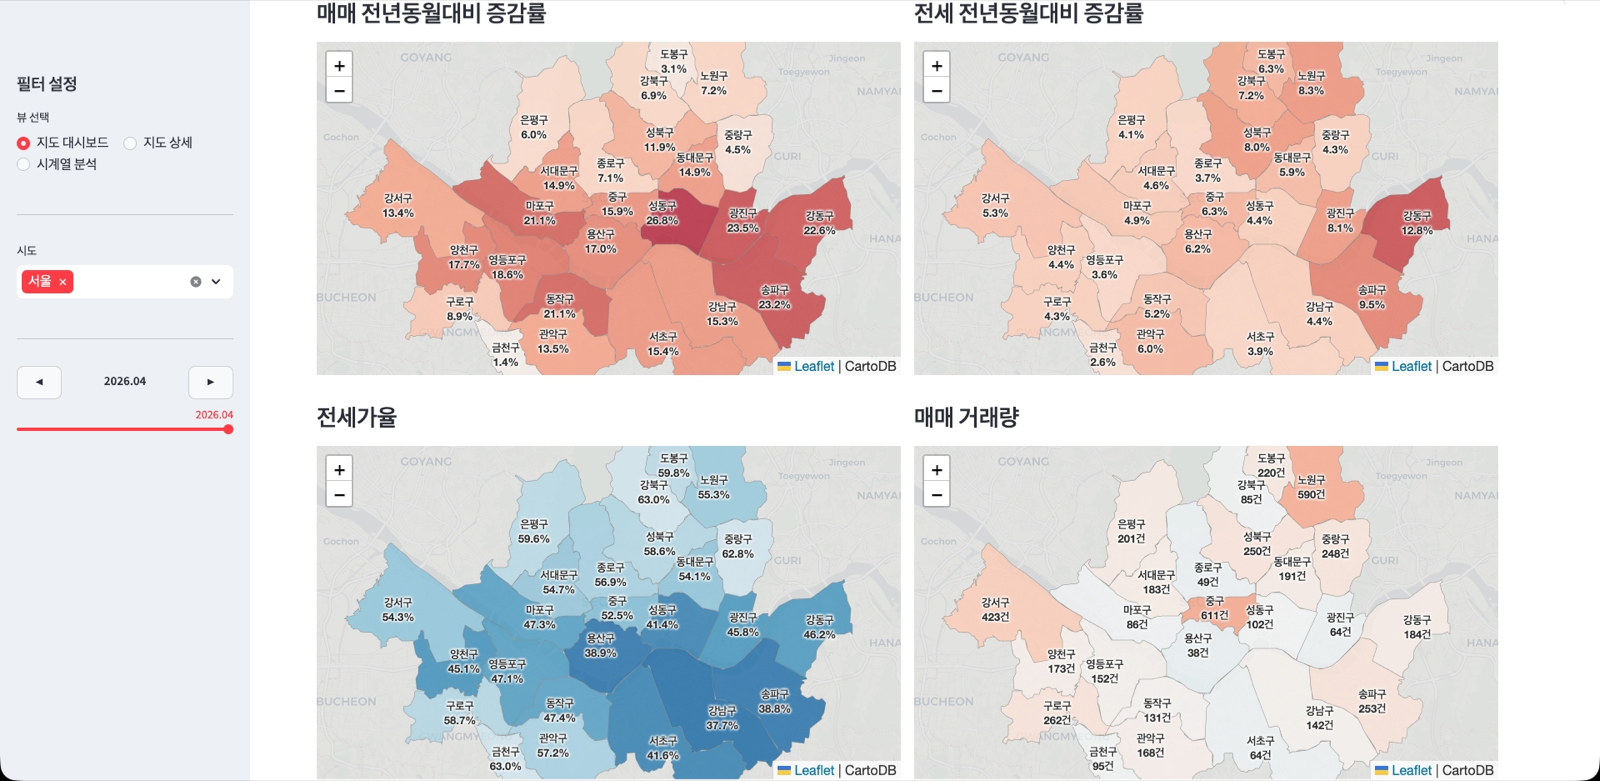 필터 설정
뷰 선택
지도 대시보드
지도 상세
시계열 분석
시도
서울 ×
◄
2026.04
►
2026.04
매매 전년동월대비 증감률
+
−
GOYANG
Jingeon
Toegyewon
NAMYA
Gochon
GURI
HANA
BUCHEON
도봉구
3.1%
강북구
6.9%
노원구
7.2%
은평구
6.0%
성북구
11.9%
중랑구
4.5%
서대문구
14.9%
종로구
7.1%
동대문구
14.9%
강서구
13.4%
마포구
21.1%
중구
15.9%
성동구
26.8%
광진구
23.5%
강동구
22.6%
용산구
17.0%
양천구
17.7%
영등포구
18.6%
구로구
8.9%
동작구
21.1%
강남구
15.3%
송파구
23.2%
관악구
13.5%
서초구
15.4%
금천구
1.4%
Leaflet | CartoDB
전세 전년동월대비 증감률
+
−
GOYANG
Jingeon
Toegyewon
NAMYAI
Gochon
GURI
HANA
BUCHEON
도봉구
6.3%
강북구
7.2%
노원구
8.3%
은평구
4.1%
성북구
8.0%
중랑구
4.3%
서대문구
4.6%
종로구
3.7%
동대문구
5.9%
강서구
5.3%
마포구
4.9%
중구
6.3%
성동구
4.4%
광진구
8.1%
강동구
12.8%
용산구
6.2%
양천구
4.4%
영등포구
3.6%
구로구
4.3%
동작구
5.2%
강남구
4.4%
송파구
9.5%
관악구
6.0%
서초구
3.9%
금천구
2.6%
Leaflet | CartoDB
전세가율
+
−
GOYANG
Jingeon
Toegyewon
NAMYA
Gochon
GURI
HANA
BUCHEON
도봉구
59.8%
강북구
63.0%
노원구
55.3%
은평구
59.6%
성북구
58.6%
중랑구
62.8%
서대문구
54.7%
종로구
56.9%
동대문구
54.1%
강서구
54.3%
마포구
47.3%
중구
52.5%
성동구
41.4%
광진구
45.8%
강동구
46.2%
용산구
38.9%
양천구
45.1%
영등포구
47.1%
구로구
58.7%
동작구
47.4%
강남구
37.7%
송파구
38.8%
관악구
57.2%
서초구
41.6%
금천구
63.0%
Leaflet | CartoDB
매매 거래량
+
−
GOYANG
Jingeon
Toegyewon
NAMYAI
Gochon
GURI
HANA
BUCHEON
도봉구
220건
강북구
85건
노원구
590건
은평구
201건
성북구
250건
중랑구
248건
서대문구
183건
종로구
49건
동대문구
191건
강서구
423건
마포구
86건
중구
611건
성동구
102건
광진구
64건
강동구
184건
용산구
38건
양천구
173건
영등포구
152건
구로구
262건
동작구
131건
강남구
142건
송파구
253건
관악구
168건
서초구
64건
금천구
95건
Leaflet | CartoDB